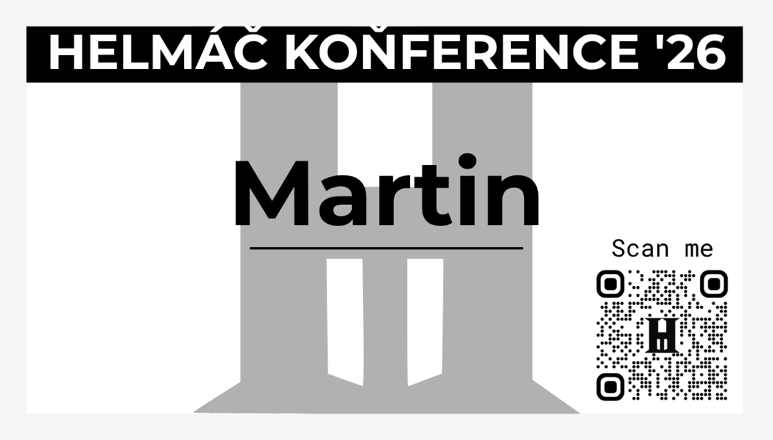 HELMÁČ KOŇFERENCE '26
Martin
Scan me